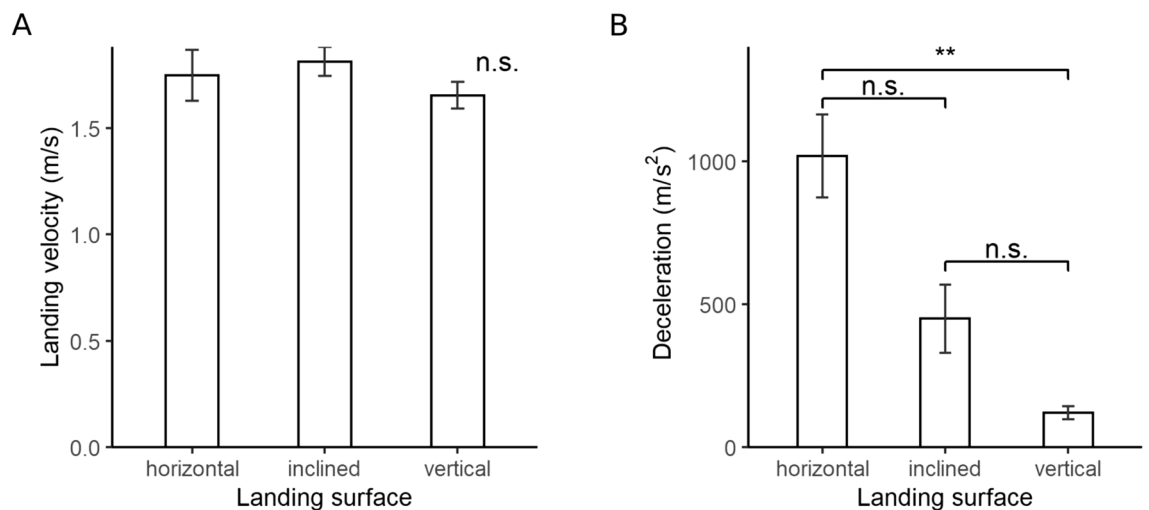 A
Landing velocity (m/s)
1.5
1.0
0.5
0.0
n.s.
horizontal inclined vertical
Landing surface
B
Deceleration (m/s²)
1000
500
0
**
n.s.
n.s.
horizontal inclined vertical
Landing surface